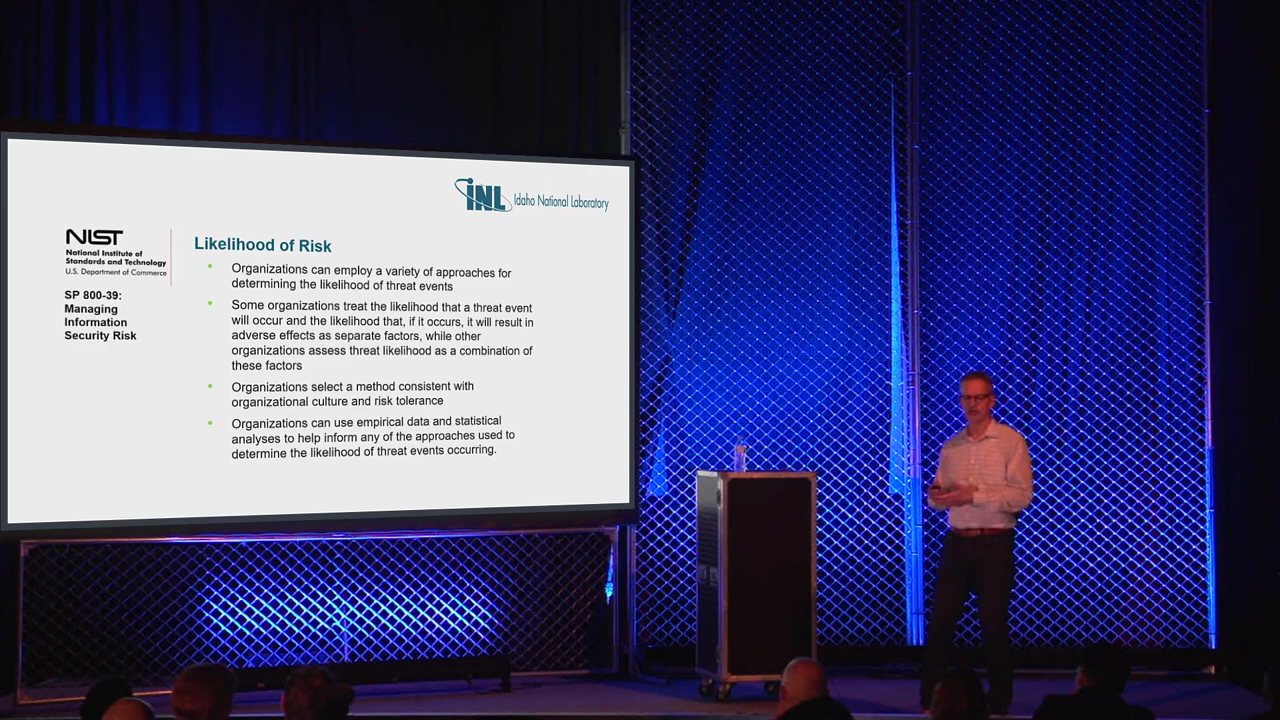 INL Idaho National Laboratory
NIST
National Institute of
Standards and Technology
U.S. Department of Commerce
SP 800-39:
Managing
Information
Security Risk
Likelihood of Risk
• Organizations can employ a variety of approaches for
determining the likelihood of threat events
• Some organizations treat the likelihood that a threat event
will occur and the likelihood that, if it occurs, it will result in
adverse effects as separate factors, while other
organizations assess threat likelihood as a combination of
these factors
• Organizations select a method consistent with
organizational culture and risk tolerance
• Organizations can use empirical data and statistical
analyses to help inform any of the approaches used to
determine the likelihood of threat events occurring.